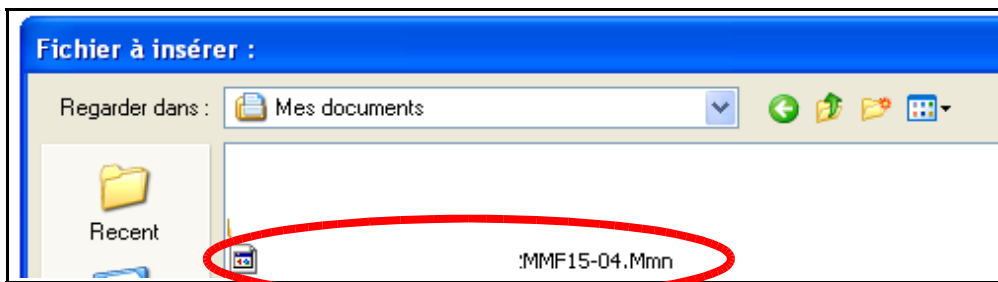 Fichier à insérer :
Regarder dans : Mes documents
Recent
:MMF15-04.Mmn